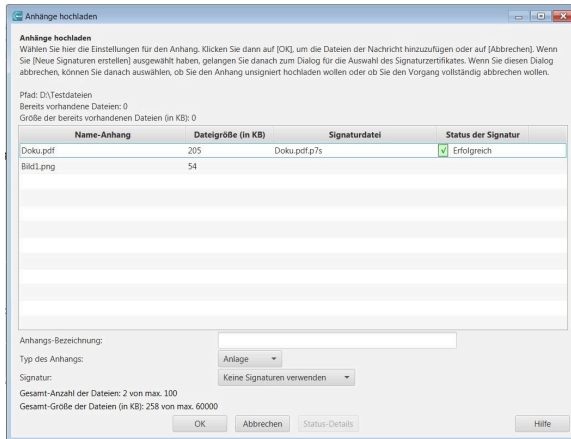 Anhänge hochladen
Anhänge hochladen
Wählen Sie hier die Einstellungen für den Anhang. Klicken Sie dann auf [OK], um die Dateien der Nachricht hinzuzufügen oder auf [Abbrechen]. Wenn
Sie [Neue Signaturen erstellen] ausgewählt haben, gelangen Sie danach zum Dialog für die Auswahl des Signaturzertifikates. Wenn Sie diesen Dialog
abbrechen, können Sie danach auswählen, ob Sie den Anhang unsigniert hochladen wollen oder ob Sie den Vorgang vollständig abbrechen wollen.
Pfad: D:\Testdateien
Bereits vorhandene Dateien: 0
Größe der bereits vorhandenen Dateien (in KB): 0
Name-Anhang Dateigröße (in KB) Signaturdatei Status der Signatur
Doku.pdf 205 Doku.pdf.p7s √ Erfolgreich
Bild1.png 54
Anhangs-Bezeichnung:
Typ des Anhangs: Anlage
Signatur: Keine Signaturen verwenden
Gesamt-Anzahl der Dateien: 2 von max. 100
Gesamt-Größe der Dateien (in KB): 258 von max. 60000
OK Abbrechen Status-Details Hilfe